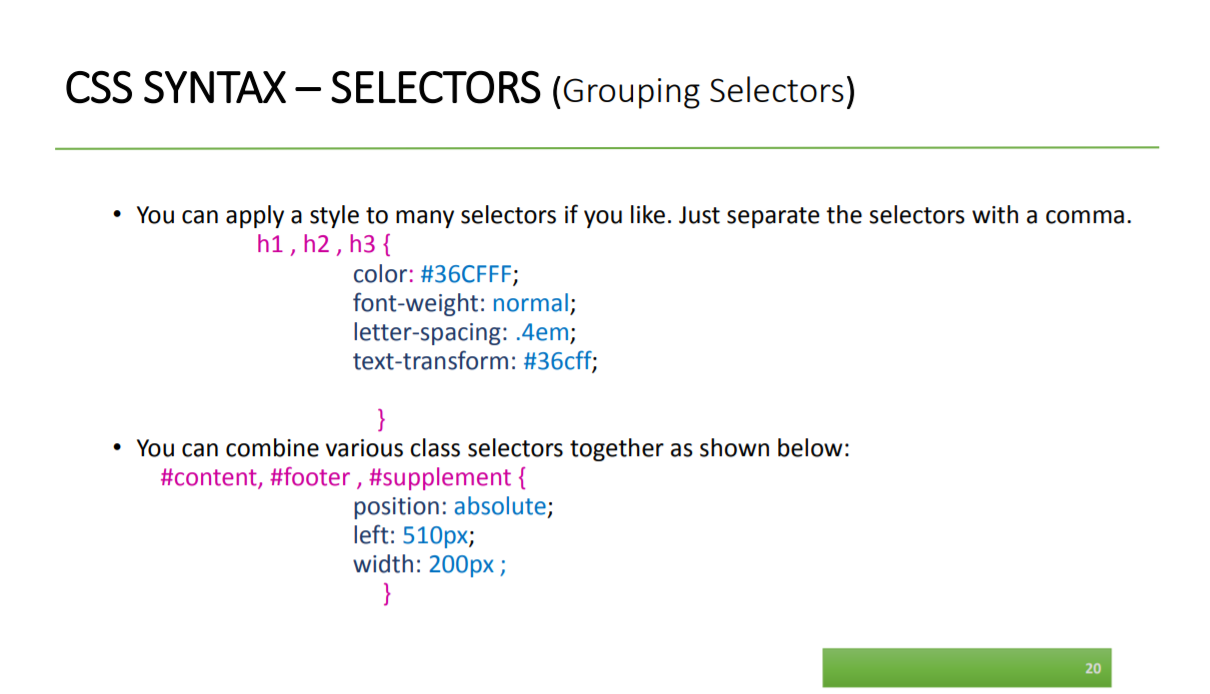 CSS SYNTAX – SELECTORS (Grouping Selectors)
• You can apply a style to many selectors if you like. Just separate the selectors with a comma.
h1 , h2 , h3 {
color: #36CFFF;
font-weight: normal;
letter-spacing: .4em;
text-transform: #36cff;
}
• You can combine various class selectors together as shown below:
#content, #footer , #supplement {
position: absolute;
left: 510px;
width: 200px ;
}
20